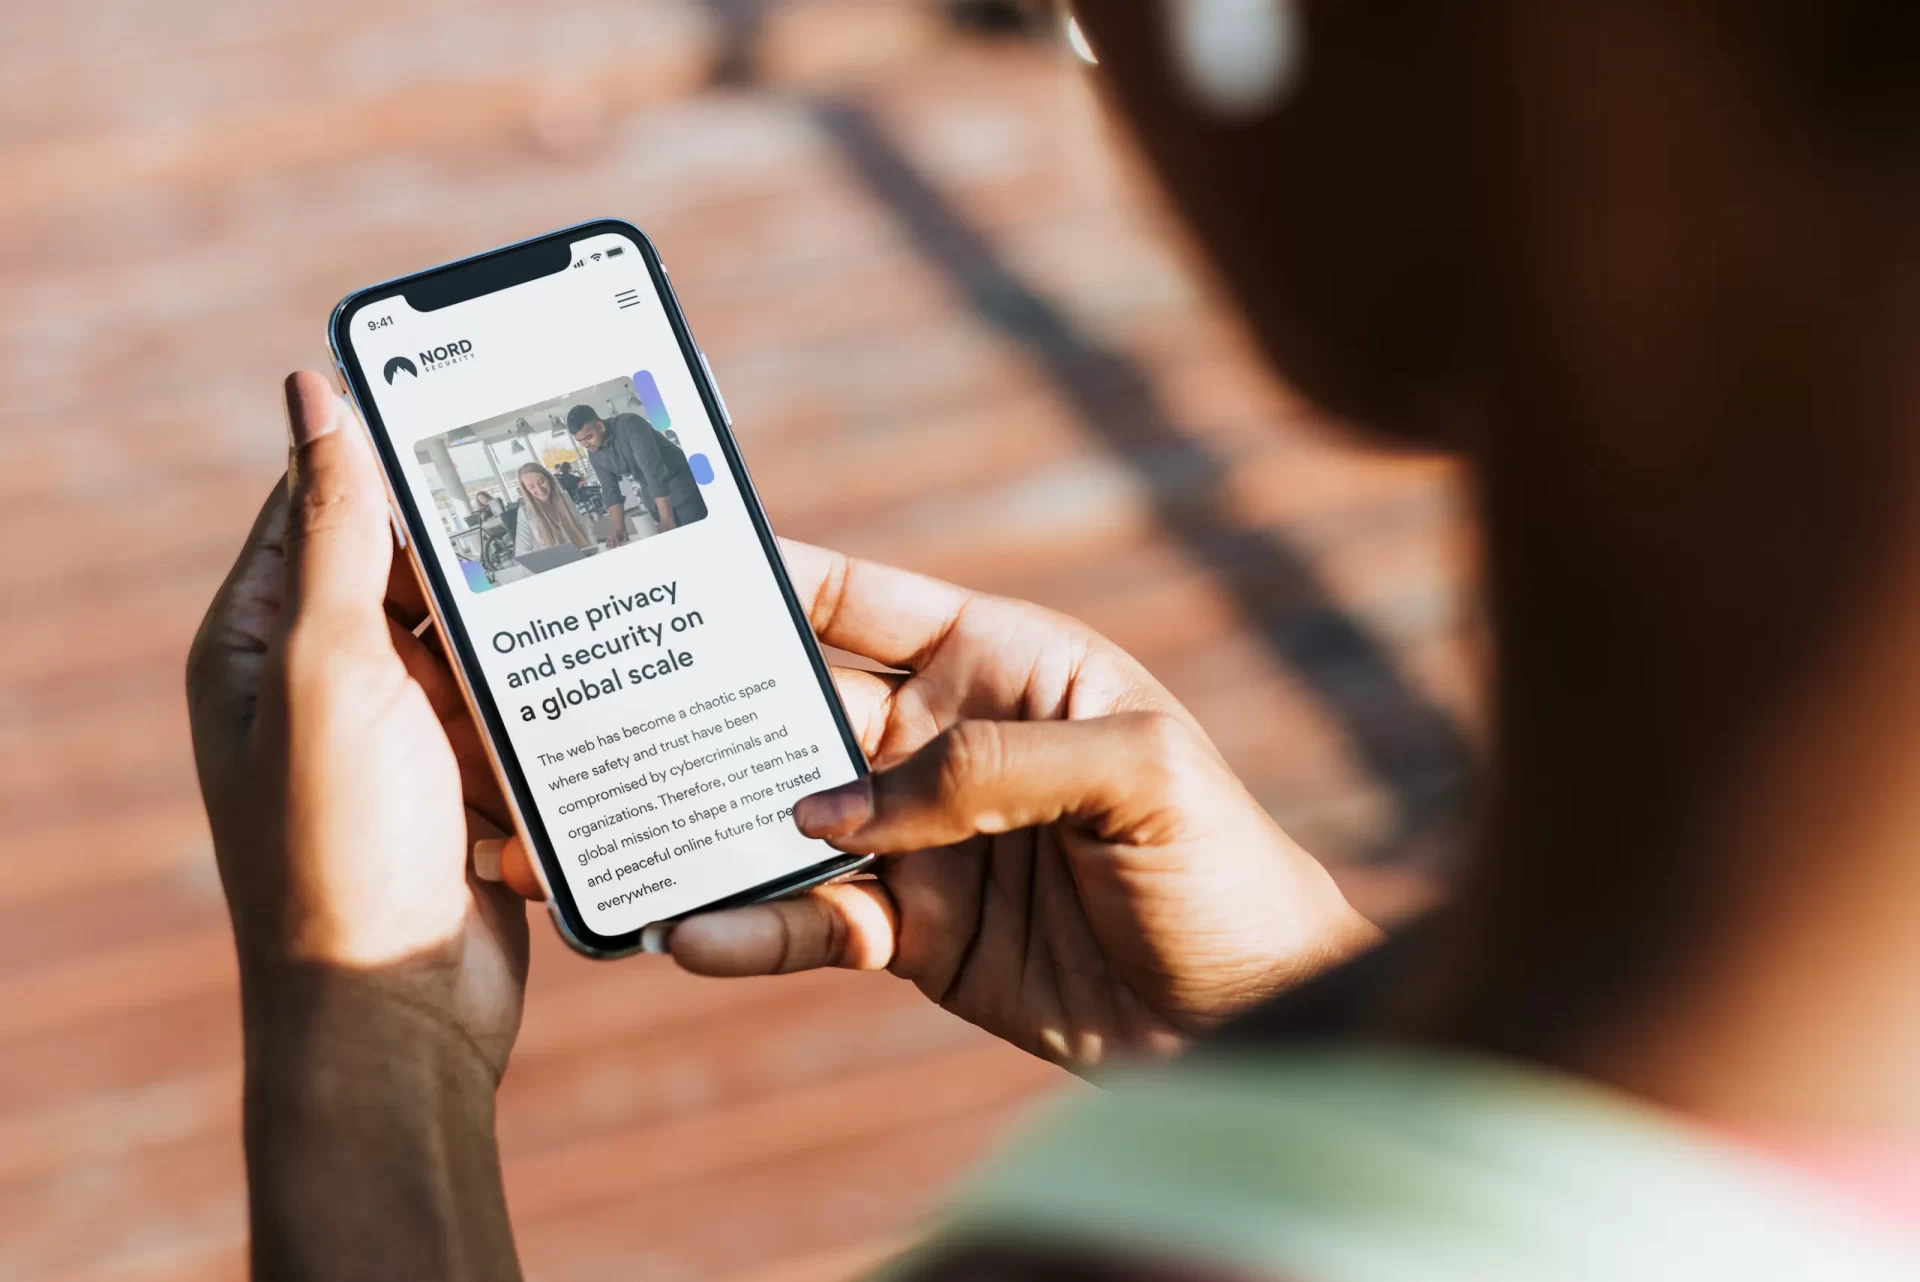 9:41
NORD
SECURITY
Online privacy
and security on
a global scale
The web has become a chaotic space
where safety and trust have been
compromised by cybercriminals and
organizations. Therefore, our team has a
global mission to shape a more trusted
and peaceful online future for
everywhere.